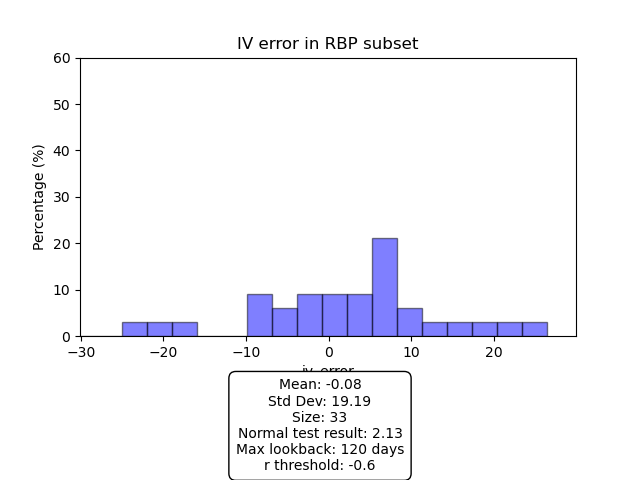 IV error in RBP subset
60
50
40
30
20
10
0
Percentage (%)
−30
−20
−10
0
10
20
iv_error
Mean: -0.08
Std Dev: 19.19
Size: 33
Normal test result: 2.13
Max lookback: 120 days
r threshold: -0.6